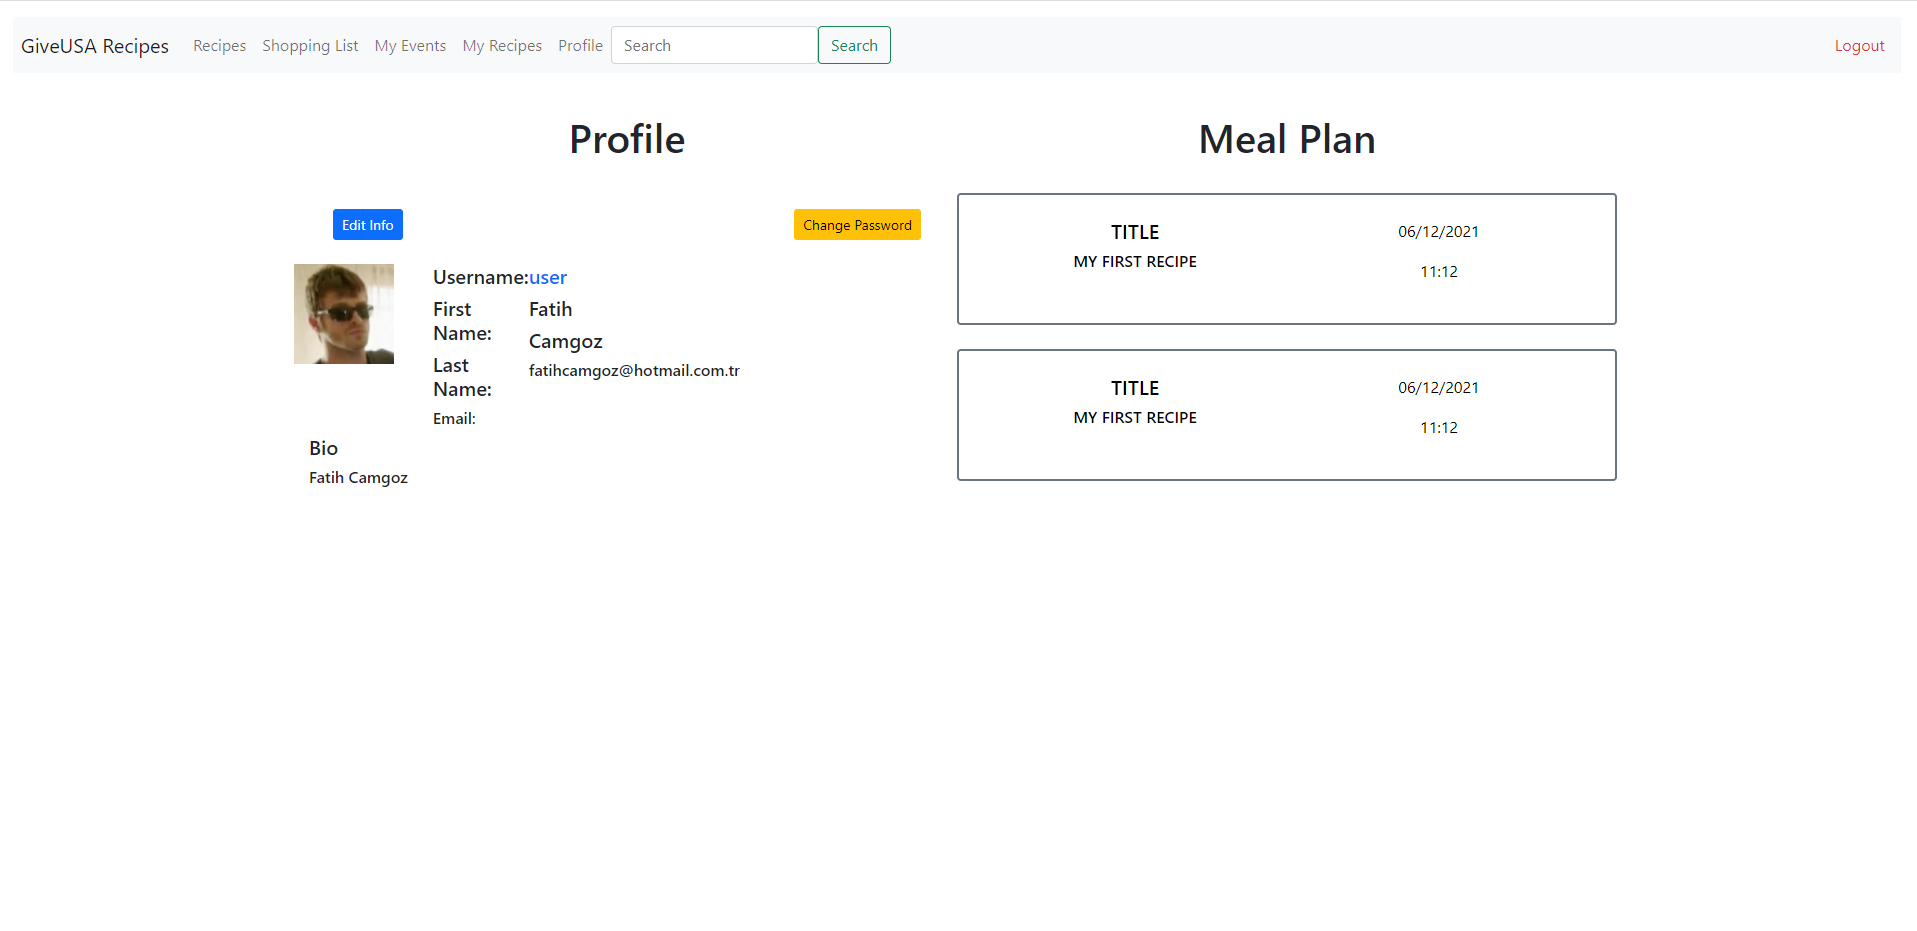 GiveUSA Recipes Recipes Shopping List My Events My Recipes Profile Search Search Logout
Profile
Edit Info Change Password
Username: user
First Name: Fatih
Last Name: Camgoz
Email: fatihcamgoz@hotmail.com.tr
Bio
Fatih Camgoz
Meal Plan
TITLE 06/12/2021
MY FIRST RECIPE
11:12
TITLE 06/12/2021
MY FIRST RECIPE
11:12